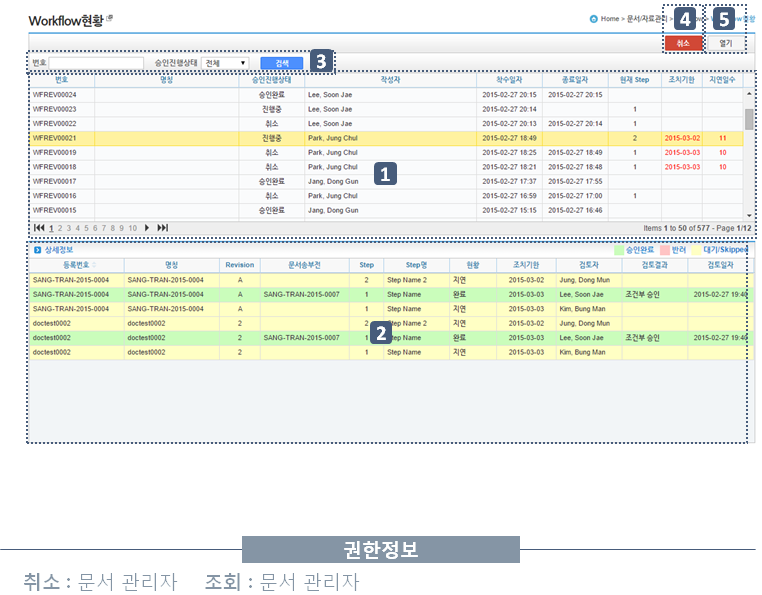 Workflow현황
Home > 문서/자료관리
4 5
취소 열기
번호 승인진행상태 전체 검색 3
번호 명칭 승인진행상태 작성자 착수일자 종료일자 현재 Step 조치기한 지연일수
WFREV00024 승인완료 Lee, Soon Jae 2015-02-27 20:15 2015-02-27 20:15
WFREV00023 진행중 Lee, Soon Jae 2015-02-27 20:14 1
WFREV00022 취소 Lee, Soon Jae 2015-02-27 20:13 2015-02-27 20:14 1
WFREV00021 진행중 Park, Jung Chul 2015-02-27 18:49 2 2015-03-02 11
WFREV00019 취소 Park, Jung Chul 2015-02-27 18:25 2015-02-27 18:49 1 2015-03-03 10
WFREV00018 취소 Park, Jung Chul 2015-02-27 18:21 2015-02-27 18:48 1 2015-03-03 10
WFREV00017 승인완료 Jang, Dong Gun 2015-02-27 17:37 2015-02-27 17:55
WFREV00016 취소 Park, Jung Chul 2015-02-27 16:59 2015-02-27 17:00 1
WFREV00015 승인완료 Jang, Dong Gun 2015-02-27 15:15 2015-02-27 16:46
1
1 2 3 4 5 6 7 8 9 10 Items 1 to 50 of 577 - Page 1/12
상세정보 승인완료 반려 대기/Skipped
등록번호 명칭 Revision 문서송부전 Step Step명 현황 조치기한 검토자 검토결과 검토일자
SANG-TRAN-2015-0004 SANG-TRAN-2015-0004 A 2 Step Name 2 지연 2015-03-02 Jung, Dong Mun
SANG-TRAN-2015-0004 SANG-TRAN-2015-0004 A SANG-TRAN-2015-0007 1 Step Name 완료 2015-03-03 Lee, Soon Jae 조건부 승인 2015-02-27 19:40
SANG-TRAN-2015-0004 SANG-TRAN-2015-0004 A 1 Step Name 지연 2015-03-03 Kim, Bung Man
doctest0002 doctest0002 2 2 Step Name 2 지연 2015-03-02 Jung, Dong Mun
doctest0002 doctest0002 2 SANG-TRAN-2015-0007 1 2 Step Name 완료 2015-03-03 Lee, Soon Jae 조건부 승인 2015-02-27 19:40
doctest0002 doctest0002 2 1 Step Name 지연 2015-03-03 Kim, Bung Man
권한정보
취소 : 문서 관리자 조회 : 문서 관리자